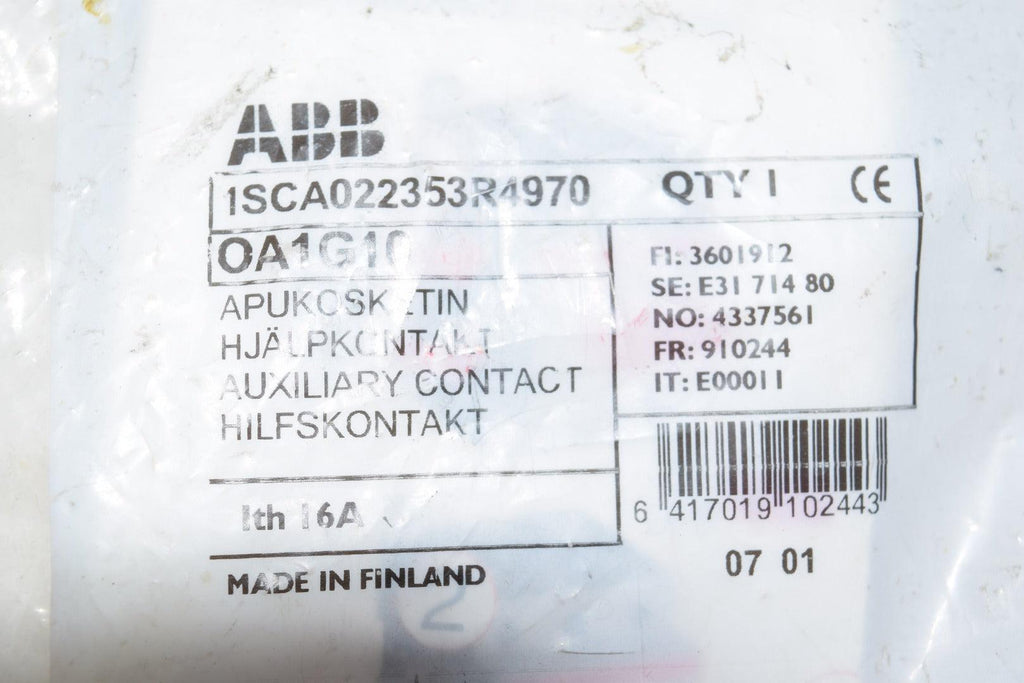 ABB
1SCA022353R4970 QTY 1 CE
OA1G10
FI: 3601912
SE: E31 714 80
NO: 4337561
FR: 910244
IT: E00011
APUKOSKETIN
HJÄLPKONTAKT
AUXILIARY CONTACT
HILFSKONTAKT
Ith 16A
6 417019 102443
07 01
MADE IN FINLAND
2